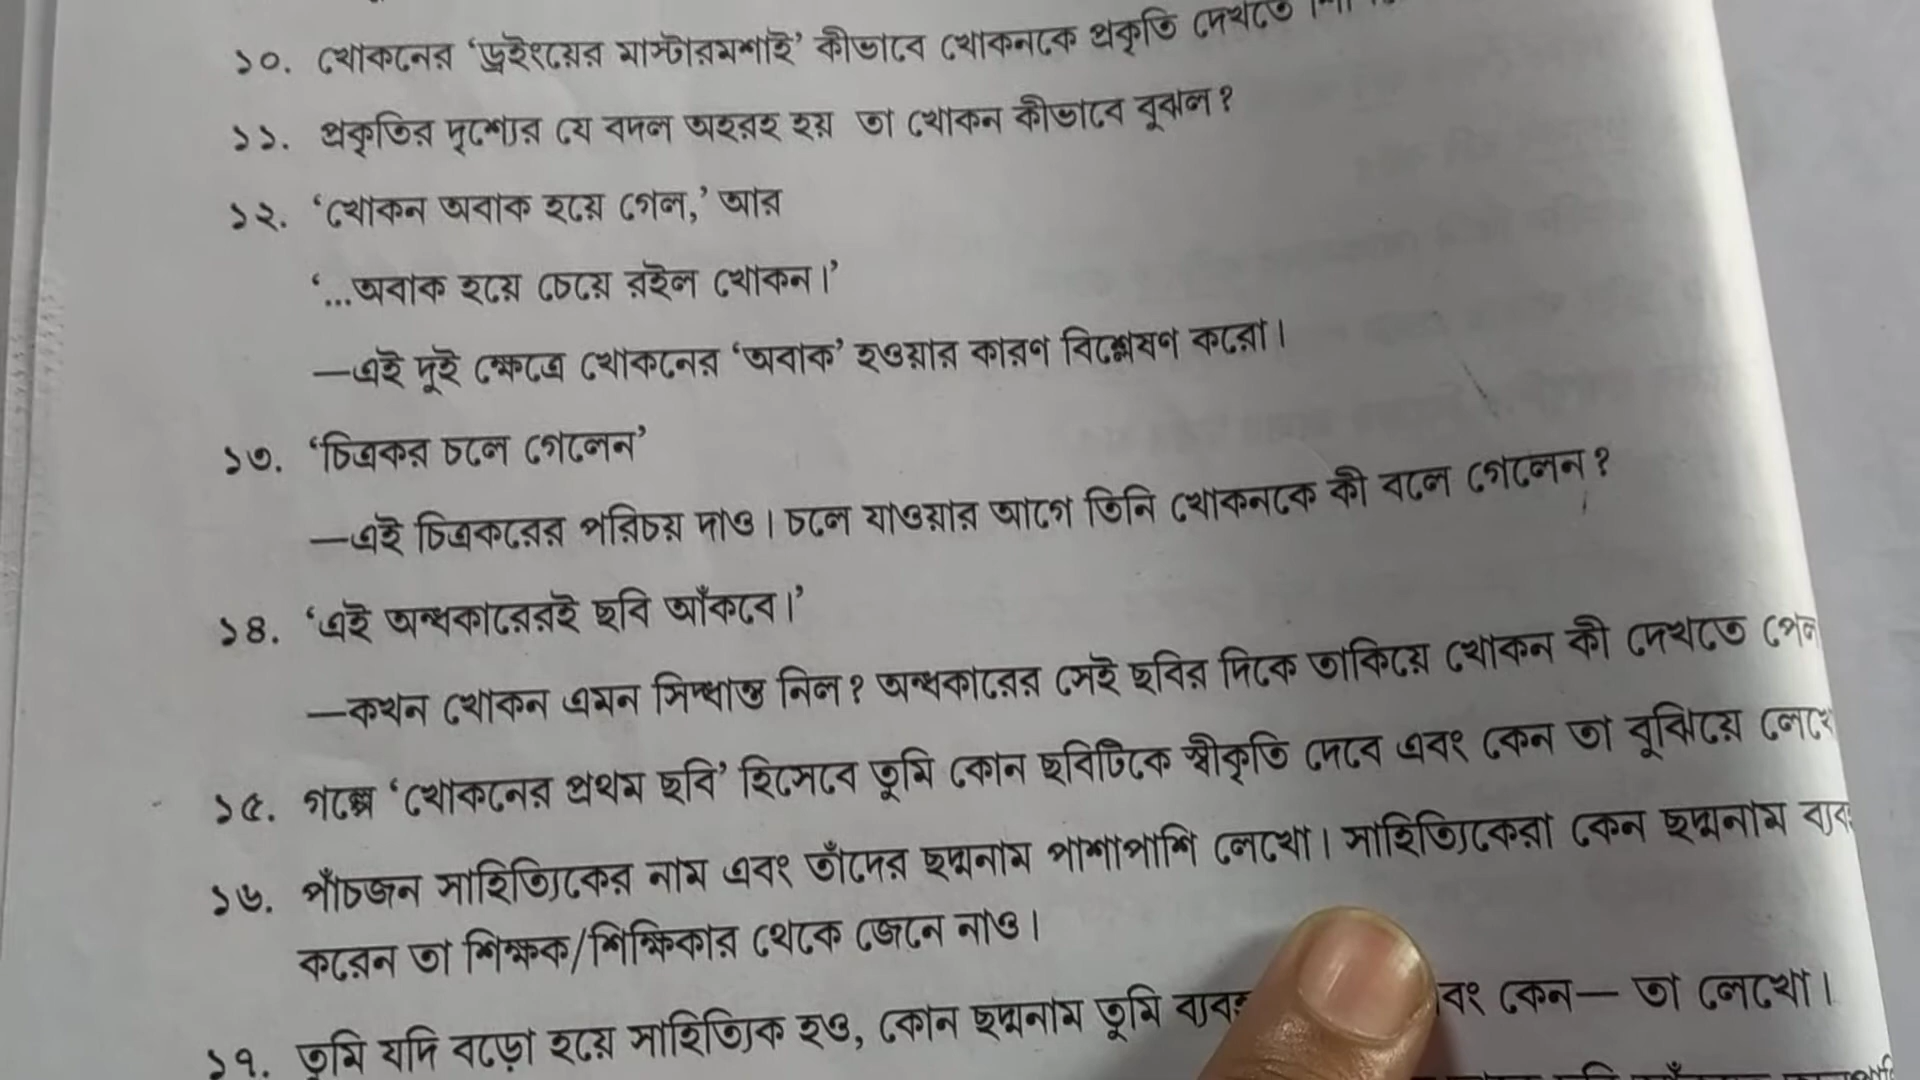 ১০. খোকনের ‘ড্রইংয়ের মাস্টারমশাই’ কীভাবে খোকনকে প্রকৃতি দেখতে
১১. প্রকৃতির দৃশ্যের যে বদল অহরহ হয় তা খোকন কীভাবে বুঝল?
১২. ‘খোকন অবাক হয়ে গেল,’ আর
‘...অবাক হয়ে চেয়ে রইল খোকন।’
—এই দুই ক্ষেত্রে খোকনের ‘অবাক’ হওয়ার কারণ বিশ্লেষণ করো।
১৩. ‘চিত্রকর চলে গেলেন’
—এই চিত্রকরের পরিচয় দাও। চলে যাওয়ার আগে তিনি খোকনকে কী বলে গেলেন?
১৪. ‘এই অন্ধকারেরই ছবি আঁকবে।’
—কখন খোকন এমন সিদ্ধান্ত নিল? অন্ধকারের সেই ছবির দিকে তাকিয়ে খোকন কী দেখতে পেল
১৫. গল্পে ‘খোকনের প্রথম ছবি’ হিসেবে তুমি কোন ছবিটিকে স্বীকৃতি দেবে এবং কেন তা বুঝিয়ে লেখো
১৬. পাঁচজন সাহিত্যিকের নাম এবং তাঁদের ছদ্মনাম পাশাপাশি লেখো। সাহিত্যিকেরা কেন ছদ্মনাম
করেন তা শিক্ষক/শিক্ষিকার থেকে জেনে নাও।
১৭. তুমি যদি বড়ো হয়ে সাহিত্যিক হও, কোন ছদ্মনাম তুমি কেন— তা লেখো।